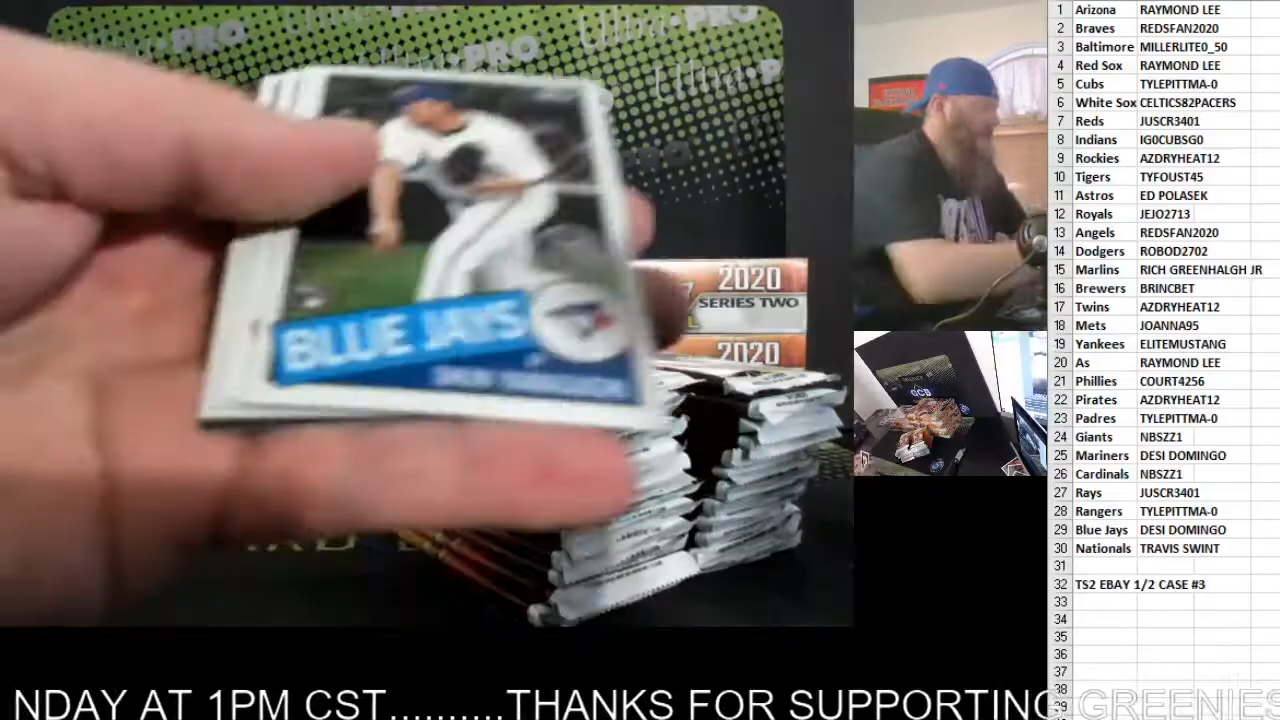 Ultra•PRO
BLUE JAYS
2020
SERIES TWO
2020
GCB
1 Arizona RAYMOND LEE
2 Braves REDSFAN2020
3 Baltimore MILLERLITE0_50
4 Red Sox RAYMOND LEE
5 Cubs TYLEPITTMA-0
6 White Sox CELTICS82PACERS
7 Reds JUSCR3401
8 Indians IG0CUBSG0
9 Rockies AZDRYHEAT12
10 Tigers TYFOUST45
11 Astros ED POLASEK
12 Royals JEJO2713
13 Angels REDSFAN2020
14 Dodgers ROBOD2702
15 Marlins RICH GREENHALGH JR
16 Brewers BRINCBET
17 Twins AZDRYHEAT12
18 Mets JOANNA95
19 Yankees ELITEMUSTANG
20 As RAYMOND LEE
21 Phillies COURT4256
22 Pirates AZDRYHEAT12
23 Padres TYLEPITTMA-0
24 Giants NBSZZ1
25 Mariners DESI DOMINGO
26 Cardinals NBSZZ1
27 Rays JUSCR3401
28 Rangers TYLEPITTMA-0
29 Blue Jays DESI DOMINGO
30 Nationals TRAVIS SWINT
31
32 TS2 EBAY 1/2 CASE #3
33
34
35
36
37
38
39
NDAY AT 1PM CST..........THANKS FOR SUPPORTING GREENIES